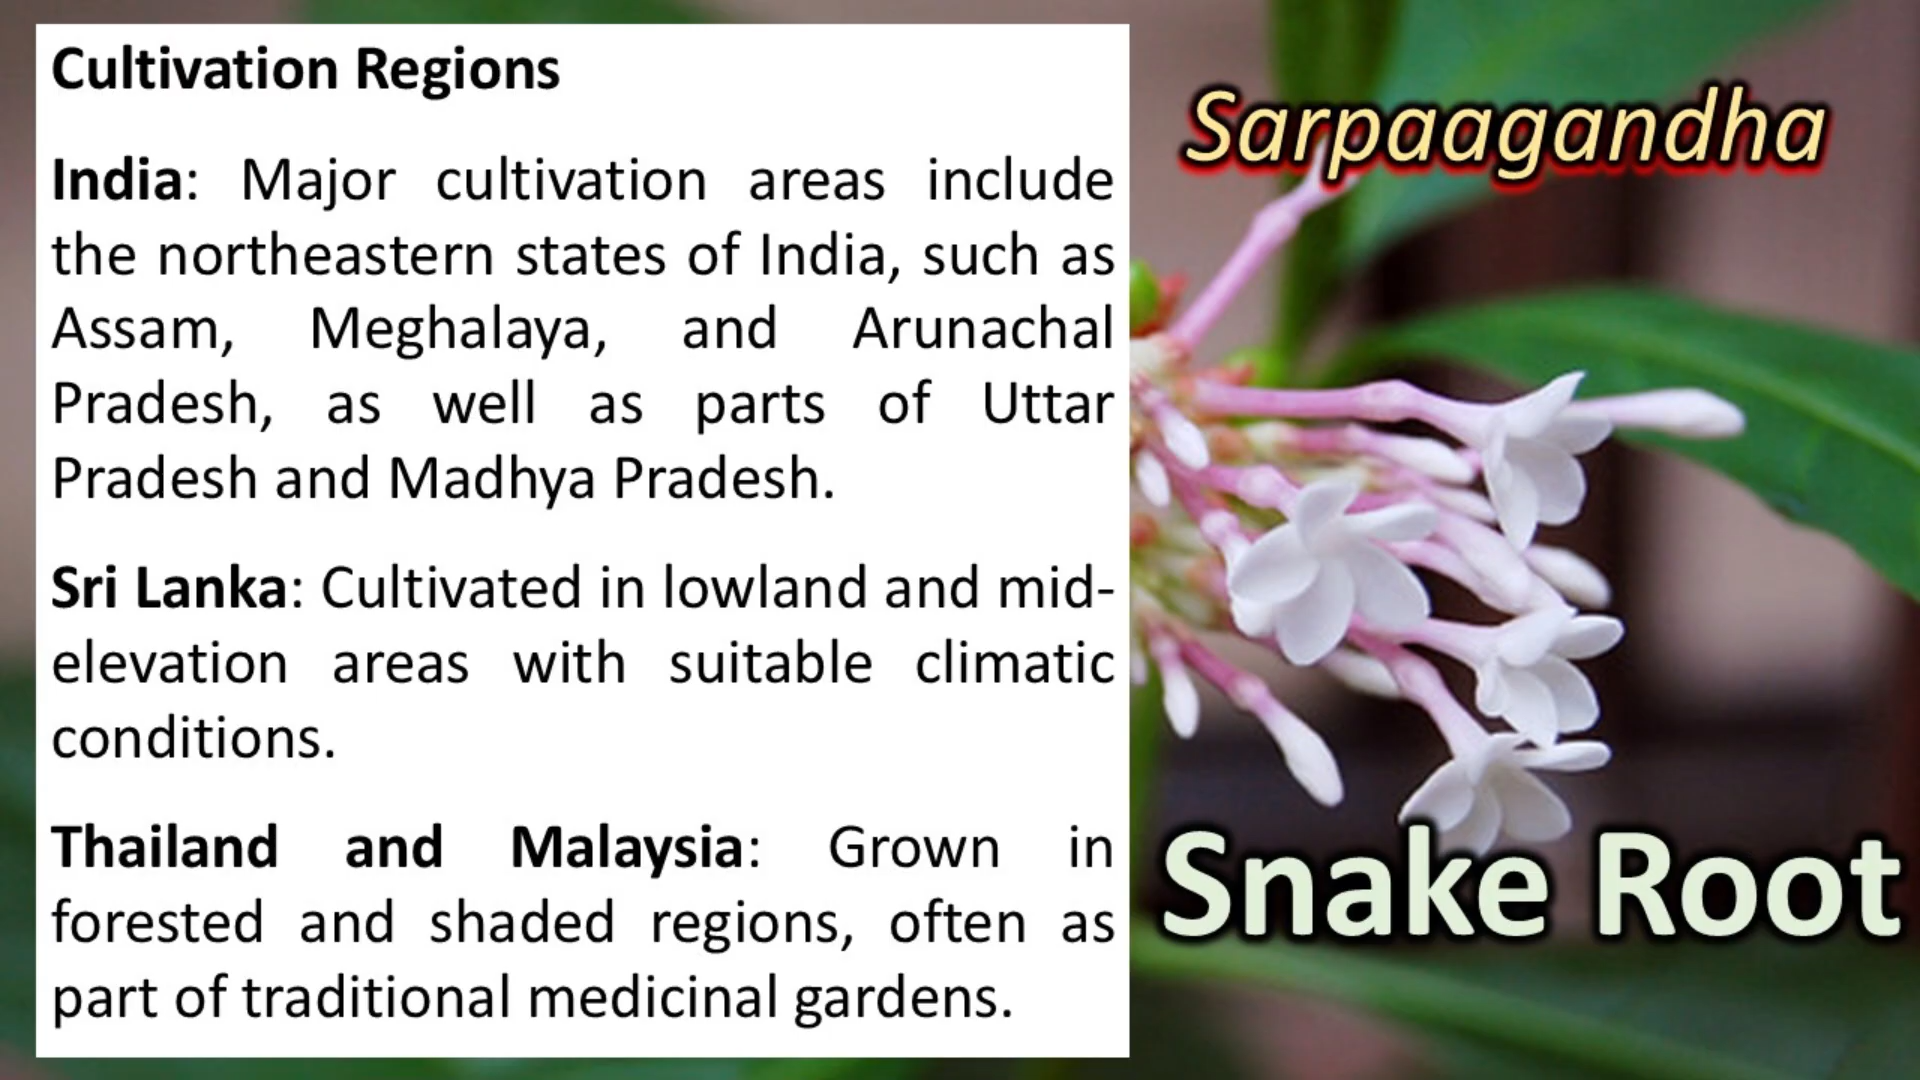 Cultivation Regions
India: Major cultivation areas include
the northeastern states of India, such as
Assam, Meghalaya, and Arunachal
Pradesh, as well as parts of Uttar
Pradesh and Madhya Pradesh.
Sri Lanka: Cultivated in lowland and mid-
elevation areas with suitable climatic
conditions.
Thailand and Malaysia: Grown in
forested and shaded regions, often as
part of traditional medicinal gardens.
Sarpaagandha
Snake Root